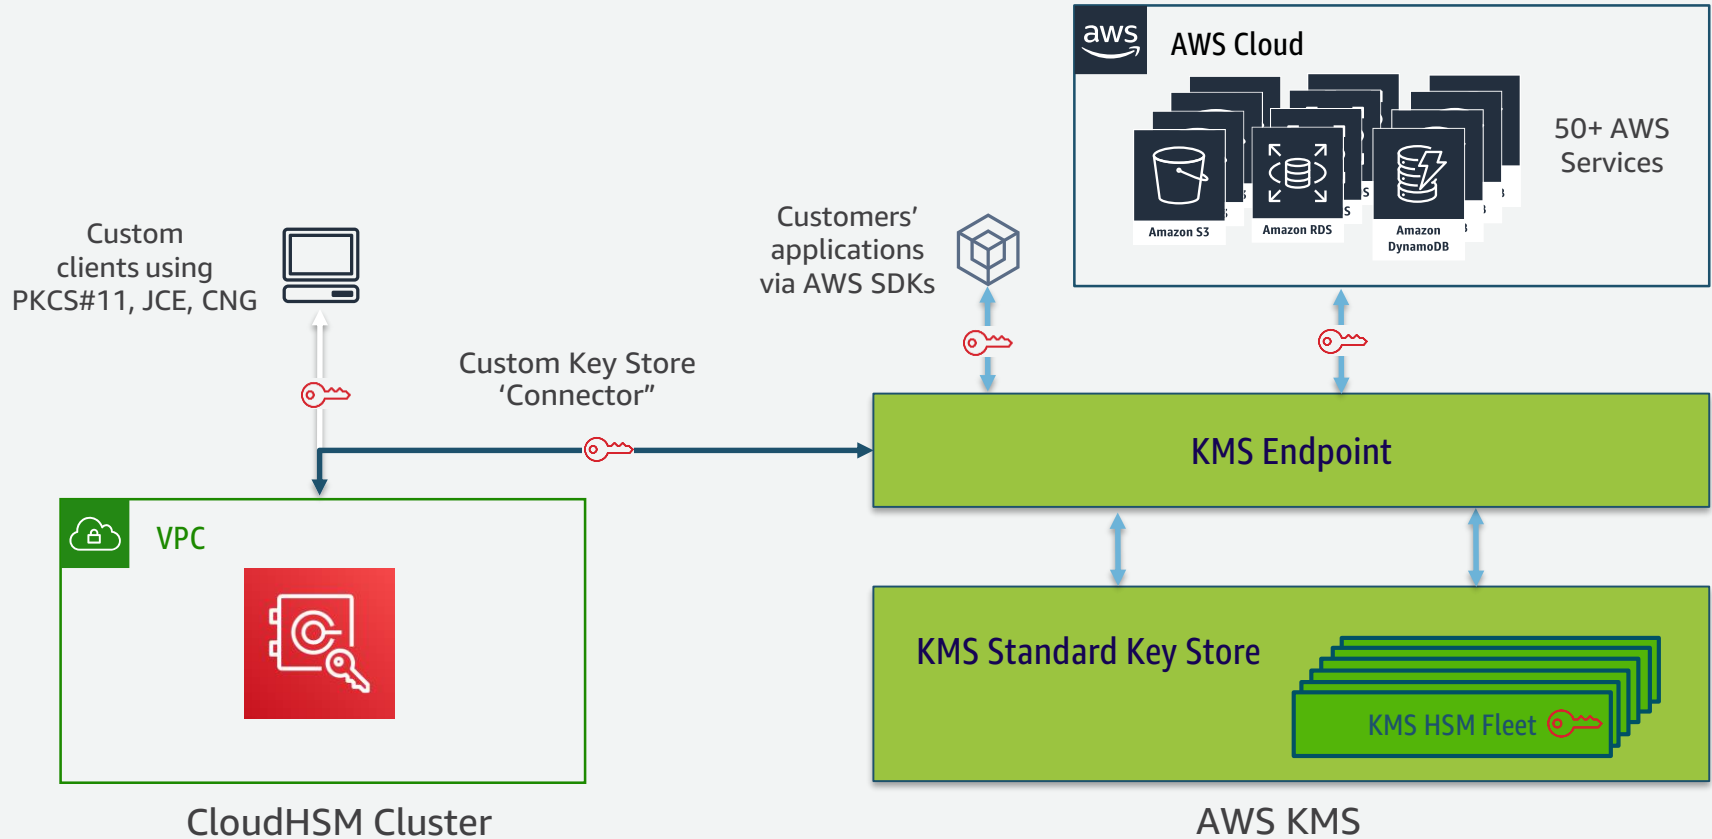 aws
AWS Cloud
50+ AWS
Services
Amazon S3
Amazon RDS
Amazon
DynamoDB
S
S
B
B
Custom
clients using
PKCS#11, JCE, CNG
Customers’
applications
via AWS SDKs
Custom Key Store
‘Connector”
KMS Endpoint
VPC
KMS Standard Key Store
KMS HSM Fleet
CloudHSM Cluster
AWS KMS